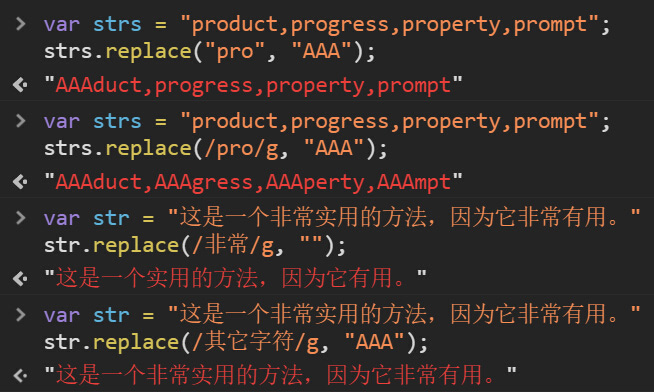 var strs = "product,progress,property,prompt";
strs.replace("pro", "AAA");
"AAAduct,progress,property,prompt"
var strs = "product,progress,property,prompt";
strs.replace(/pro/g, "AAA");
"AAAduct,AAAgress,AAAperty,AAAmpt"
var str = "这是一个非常实用的方法，因为它非常有用。"
str.replace(/非常/g, "");
"这是一个实用的方法，因为它有用。"
var str = "这是一个非常实用的方法，因为它非常有用。"
str.replace(/其它字符/g, "AAA");
"这是一个非常实用的方法，因为它非常有用。"